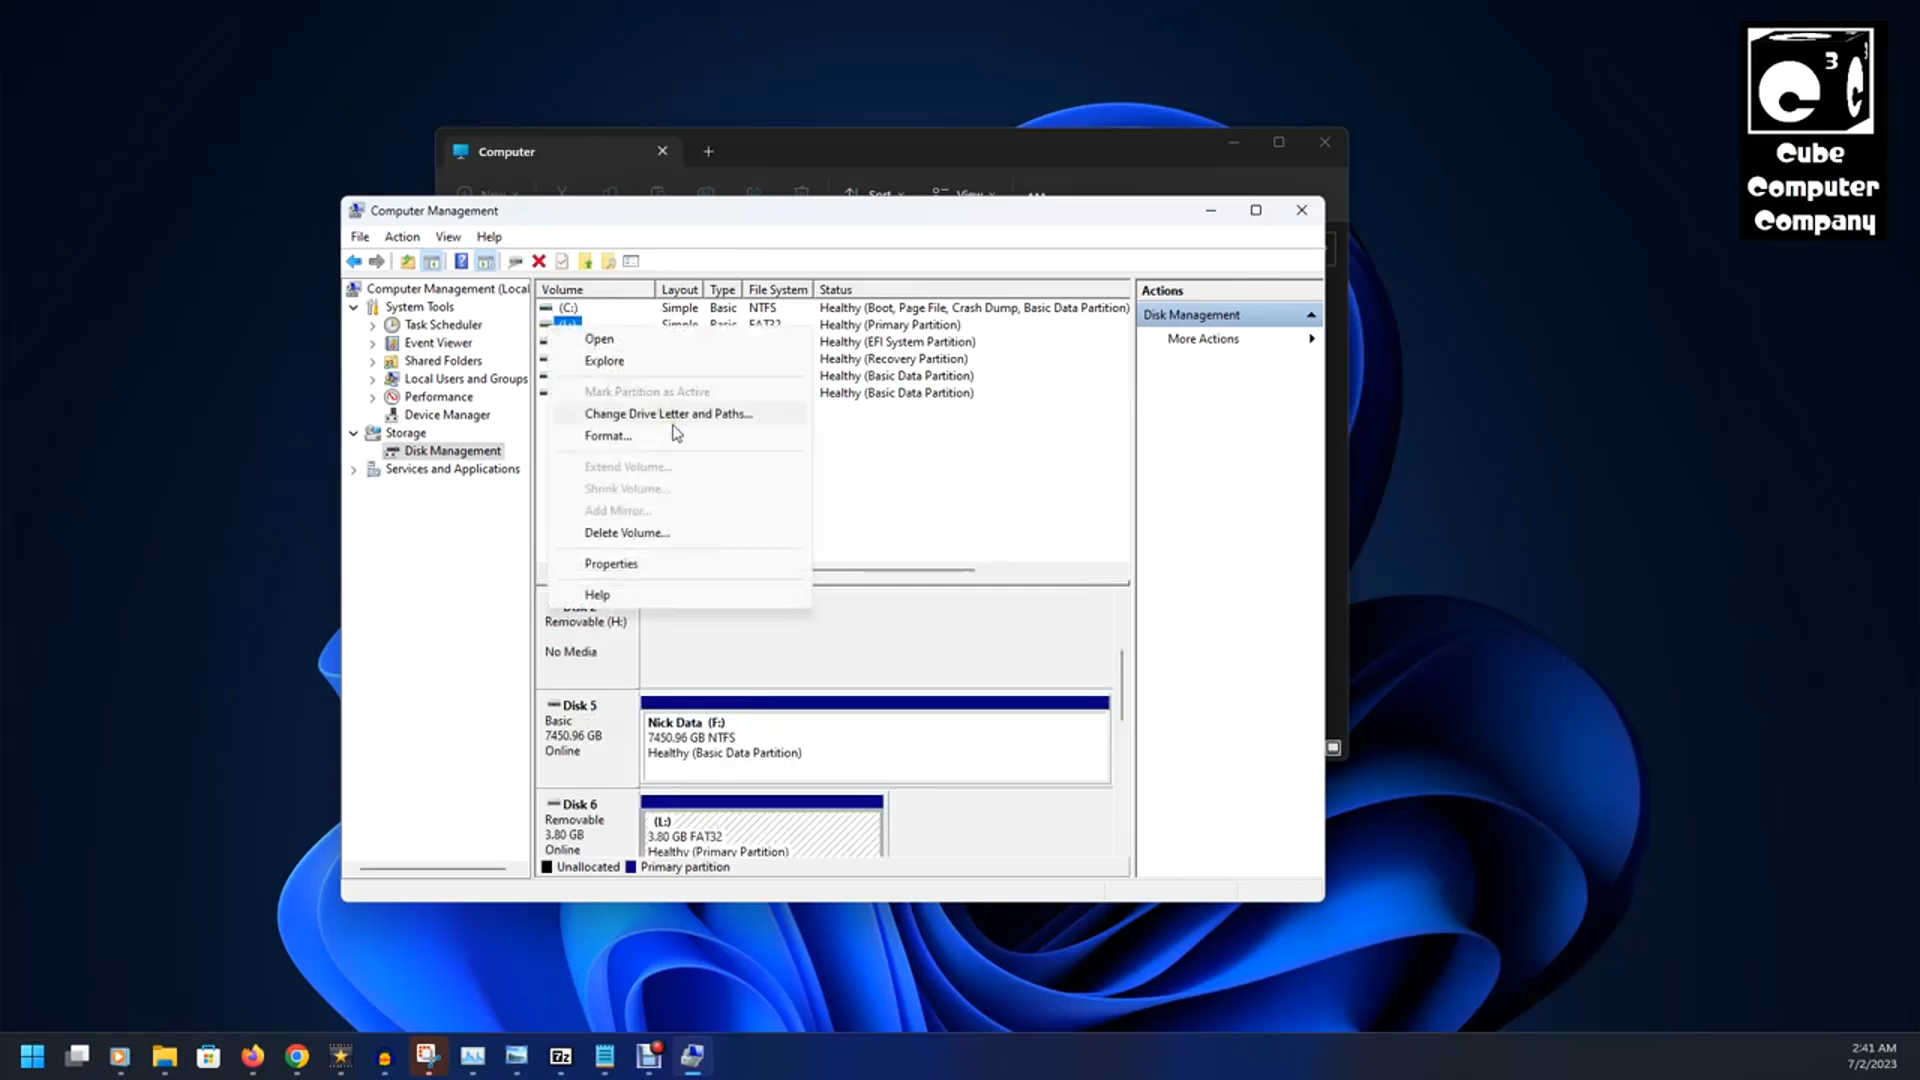 Cube
Computer
Company
Computer
Sort
View
Computer Management
File Action View Help
Computer Management (Local
System Tools
Task Scheduler
Event Viewer
Shared Folders
Local Users and Groups
Performance
Device Manager
Storage
Disk Management
Services and Applications
Volume Layout Type File System Status
(C:) Simple Basic NTFS Healthy (Boot, Page File, Crash Dump, Basic Data Partition)
Simple Basic FAT32 Healthy (Primary Partition)
Healthy (EFI System Partition)
Healthy (Recovery Partition)
Healthy (Basic Data Partition)
Healthy (Basic Data Partition)
Open
Explore
Mark Partition as Active
Change Drive Letter and Paths...
Format...
Extend Volume...
Shrink Volume...
Add Mirror...
Delete Volume...
Properties
Help
Removable (H:)
No Media
Disk 5
Basic
7450.96 GB
Online
Nick Data (F:)
7450.96 GB NTFS
Healthy (Basic Data Partition)
Disk 6
Removable
3.80 GB
Online
(L:)
3.80 GB FAT32
Healthy (Primary Partition)
Unallocated Primary partition
Actions
Disk Management
More Actions
7z
2:41 AM
7/2/2023